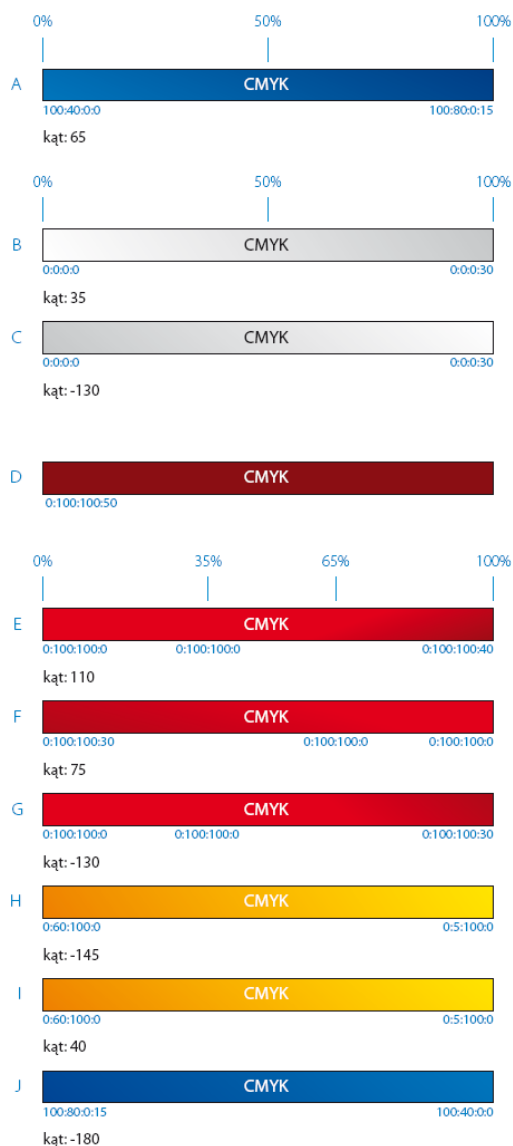 0% 50% 100%
A CMYK
100:40:0:0 100:80:0:15
kąt: 65
0% 50% 100%
B CMYK
0:0:0:0 0:0:0:30
kąt: 35
C CMYK
0:0:0:0 0:0:0:30
kąt: -130
D CMYK
0:100:100:50
0% 35% 65% 100%
E CMYK
0:100:100:0 0:100:100:0 0:100:100:40
kąt: 110
F CMYK
0:100:100:30 0:100:100:0 0:100:100:0
kąt: 75
G CMYK
0:100:100:0 0:100:100:0 0:100:100:30
kąt: -130
H CMYK
0:60:100:0 0:5:100:0
kąt: -145
I CMYK
0:60:100:0 0:5:100:0
kąt: 40
J CMYK
100:80:0:15 100:40:0:0
kąt: -180